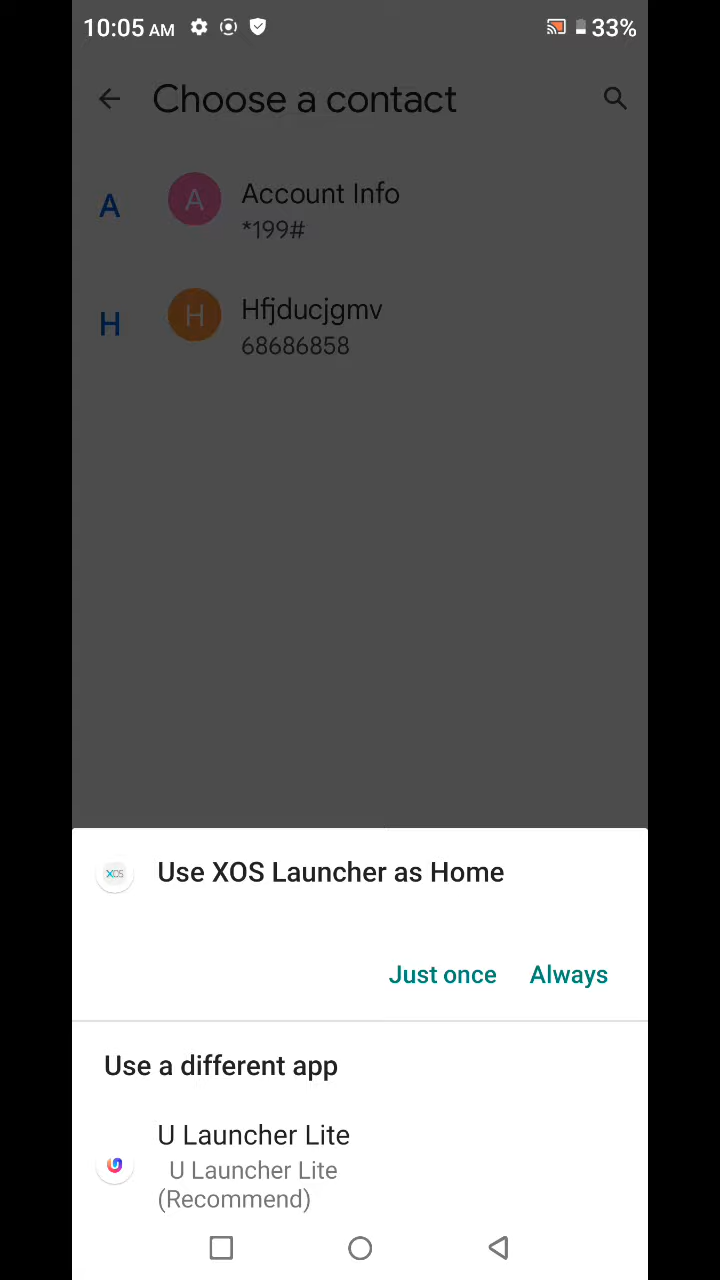 10:05 AM 33%
Choose a contact
A
A
Account Info
*199#
H
H
Hfjducjgmv
68686858
XOS
Use XOS Launcher as Home
Just once Always
Use a different app
U Launcher Lite
U Launcher Lite
(Recommend)